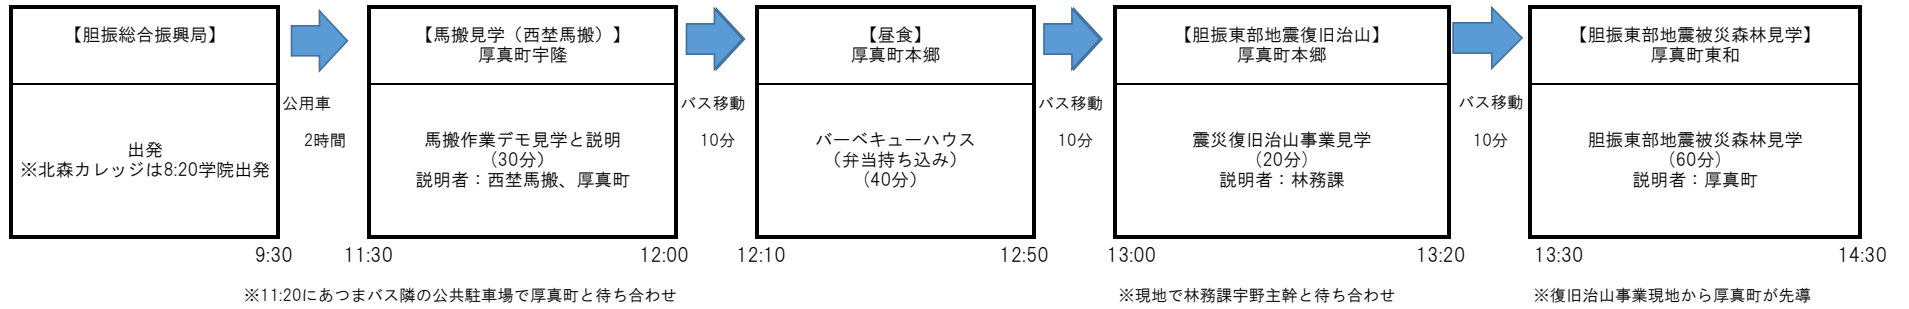 【胆振総合振興局】
出発
※北森カレッジは8:20学院出発
9:30
公用車
2時間
【馬搬見学（西埜馬搬）】
厚真町宇隆
馬搬作業デモ見学と説明
（30分）
説明者：西埜馬搬、厚真町
11:30
12:00
※11:20にあつまバス隣の公共駐車場で厚真町と待ち合わせ
バス移動
10分
【昼食】
厚真町本郷
バーベキューハウス
（弁当持ち込み）
（40分）
12:10
12:50
バス移動
10分
【胆振東部地震復旧治山】
厚真町本郷
震災復旧治山事業見学
（20分）
説明者：林務課
13:00
13:20
※現地で林務課宇野主幹と待ち合わせ
バス移動
10分
【胆振東部地震被災森林見学】
厚真町東和
胆振東部地震被災森林見学
（60分）
説明者：厚真町
13:30
14:30
※復旧治山事業現地から厚真町が先導